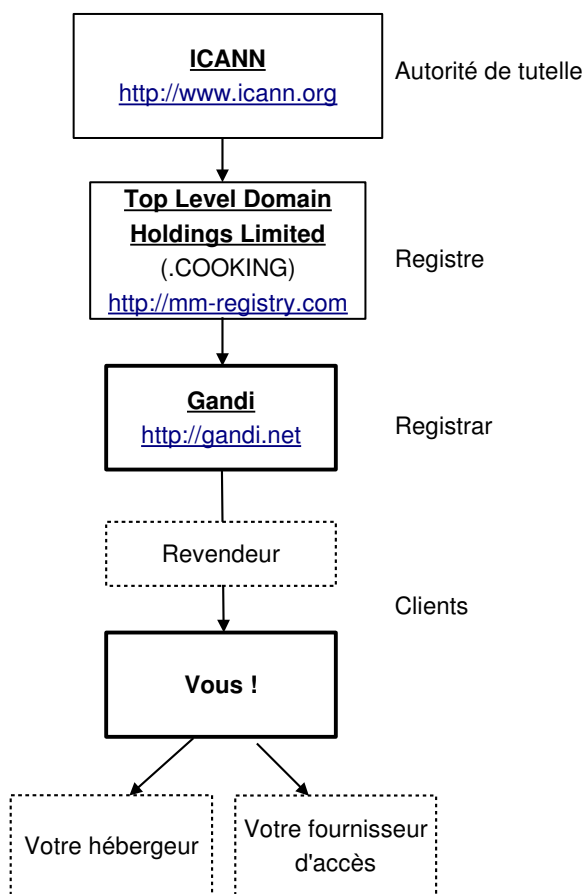 ICANN
http://www.icann.org
Autorité de tutelle
Top Level Domain
Holdings Limited
(.COOKING)
http://mm-registry.com
Registre
Gandi
http://gandi.net
Registrar
Revendeur
Clients
Vous !
Votre hébergeur
Votre fournisseur
d'accès